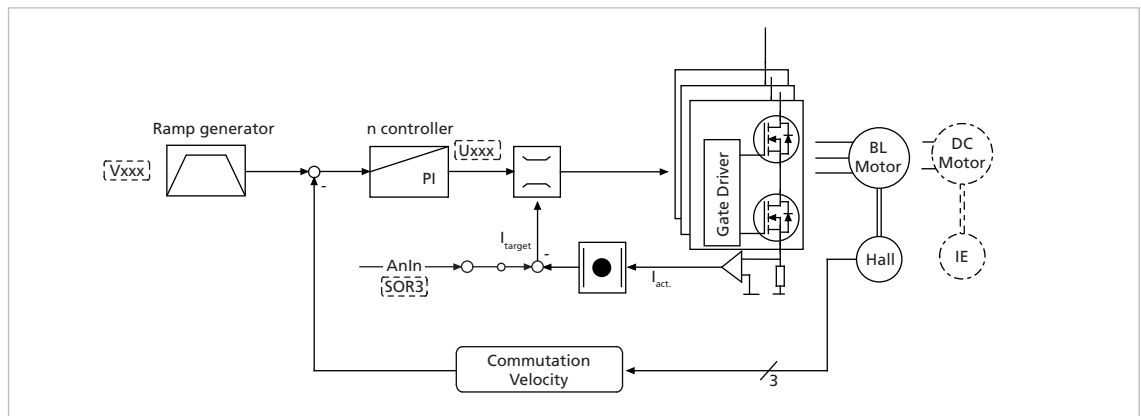 Ramp generator
n controller
Vxxx
Uxxx
PI
Gate Driver
BL
Motor
DC
Motor
Itarget
-
-
AnIn
SOR3
Iact.
Hall
IE
Commutation
Velocity
3